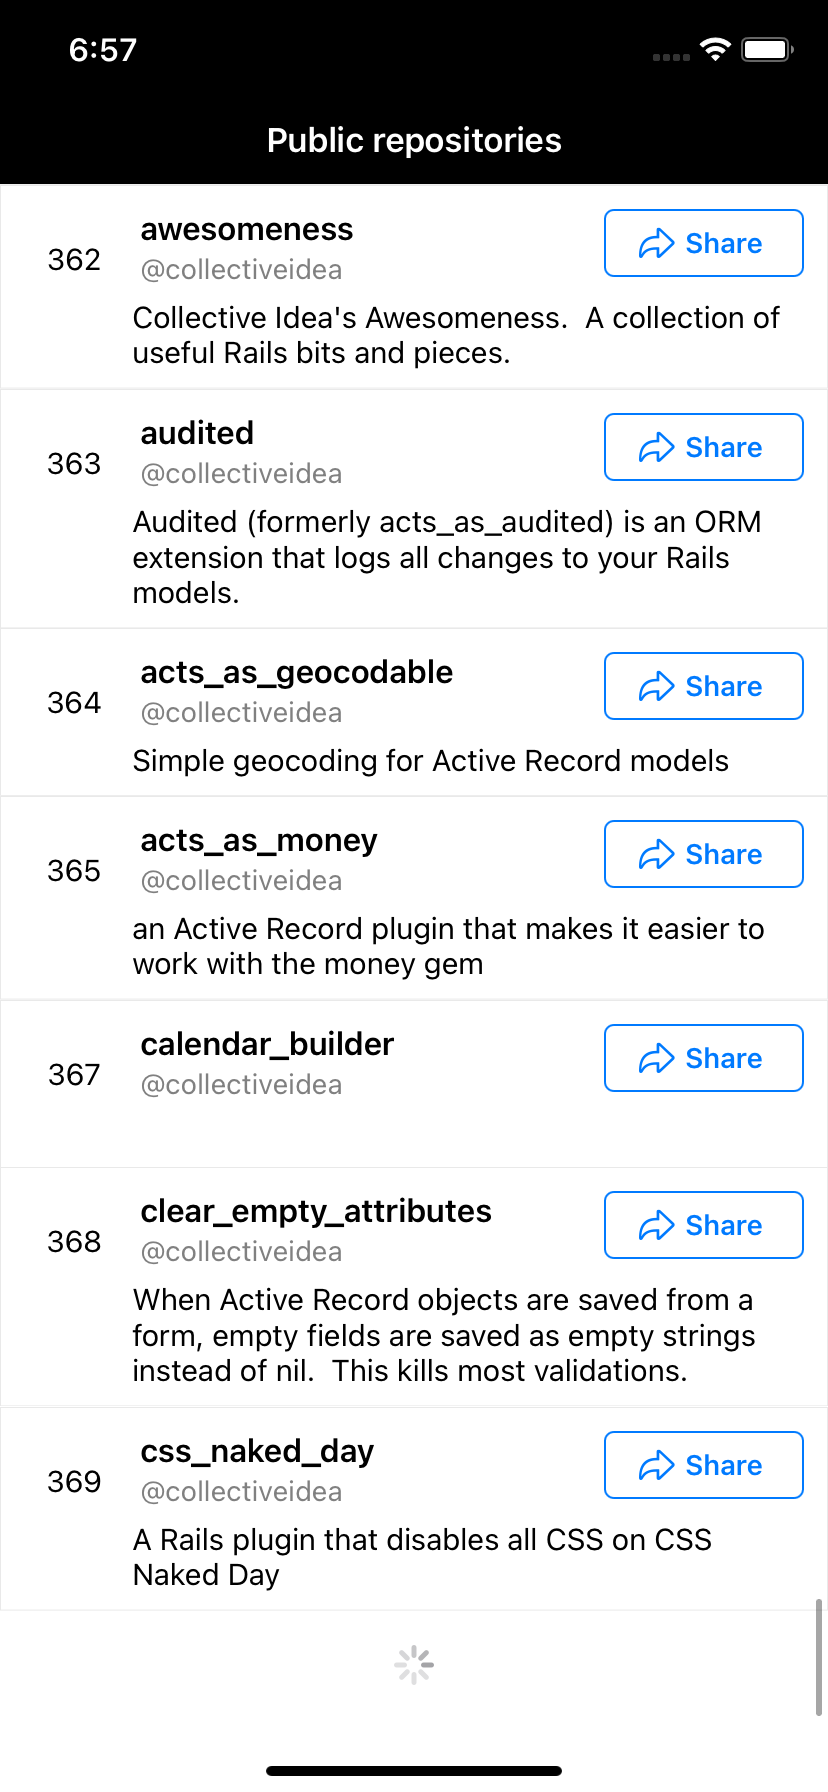 6:57
Public repositories
362
awesomeness
@collectiveidea
Share
Collective Idea's Awesomeness.  A collection of
useful Rails bits and pieces.
363
audited
@collectiveidea
Share
Audited (formerly acts_as_audited) is an ORM
extension that logs all changes to your Rails
models.
364
acts_as_geocodable
@collectiveidea
Share
Simple geocoding for Active Record models
365
acts_as_money
@collectiveidea
Share
an Active Record plugin that makes it easier to
work with the money gem
367
calendar_builder
@collectiveidea
Share
368
clear_empty_attributes
@collectiveidea
Share
When Active Record objects are saved from a
form, empty fields are saved as empty strings
instead of nil.  This kills most validations.
369
css_naked_day
@collectiveidea
Share
A Rails plugin that disables all CSS on CSS
Naked Day